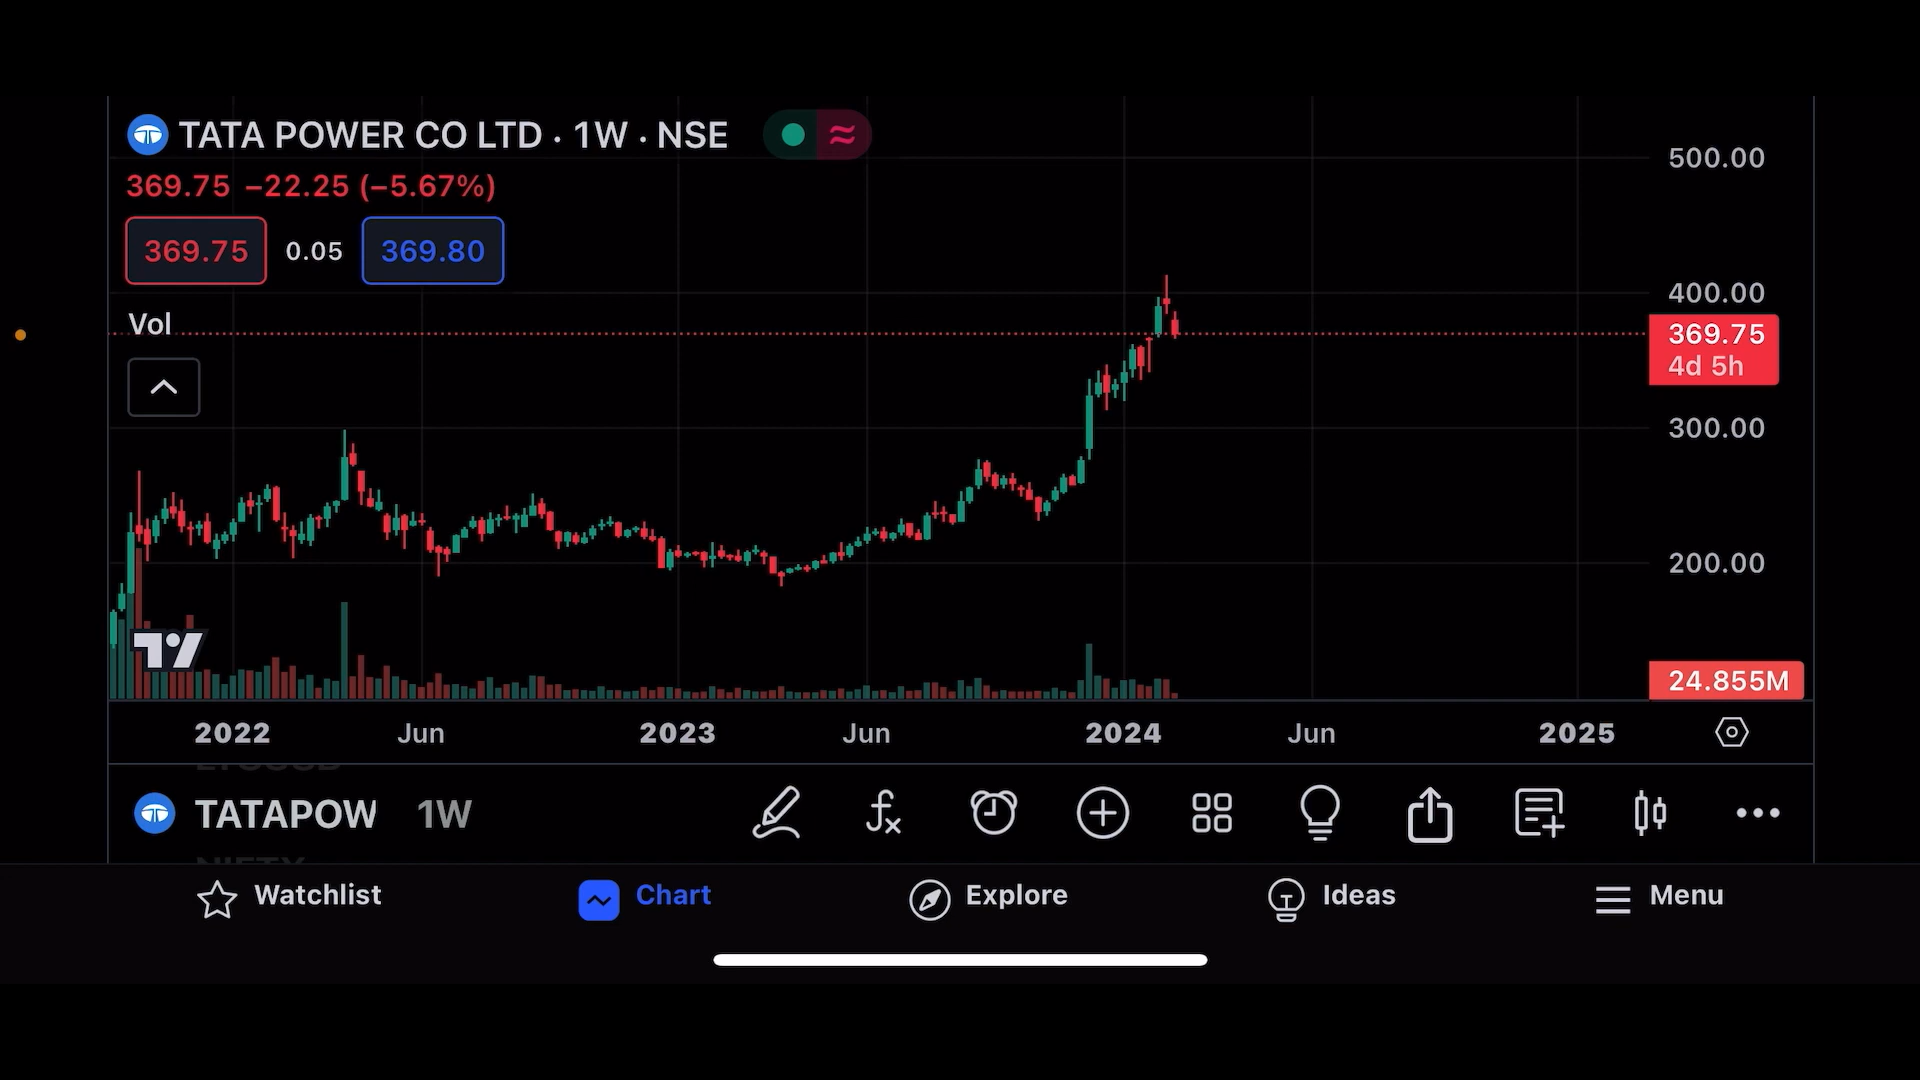 TATA POWER CO LTD · 1W · NSE
369.75 −22.25 (−5.67%)
369.75 0.05 369.80
Vol
500.00
400.00
369.75
4d 5h
300.00
200.00
24.855M
2022 Jun 2023 Jun 2024 Jun 2025
TATAPOW 1W
Watchlist Chart Explore Ideas Menu